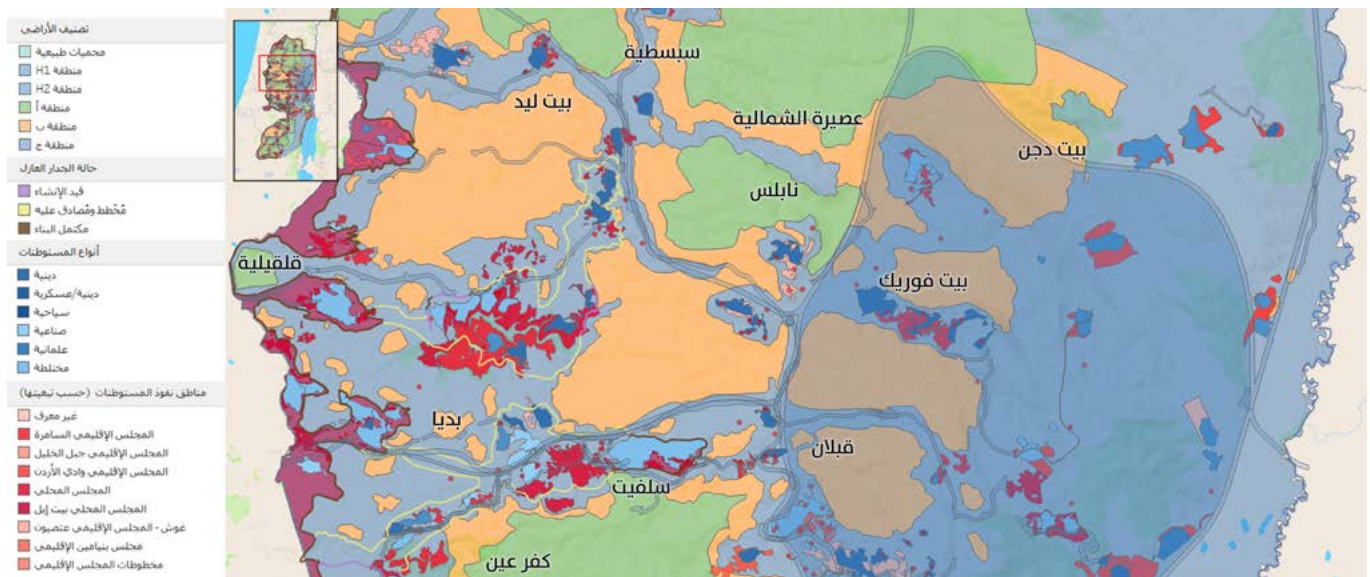 تصنيف الأراضي
محميات طبيعية
منطقة H1
منطقة H2
منطقة أ
منطقة ب
منطقة ج
حالة الجدار العازل
قيد الإنشاء
مُخطط ومُصادق عليه
مكتمل البناء
أنواع المستوطنات
دينية
دينية/عسكرية
سياحية
صناعية
علمانية
مختلطة
مناطق نفوذ المستوطنات (حسب تبعيتها)
غير معرف
المجلس الإقليمي السامرة
المجلس الإقليمي جبل الخليل
المجلس الإقليمي وادي الأردن
المجلس المحلي
المجلس المحلي بيت إيل
غوش - المجلس الإقليمي عتصيون
مجلس بنيامين الإقليمي
مخطوطات المجلس الإقليمي
سبسطية
بيت ليد
عصيرة الشمالية
بيت دجن
نابلس
قلقيلية
بيت فوريك
بديا
قبلان
سلفيت
كفر عين